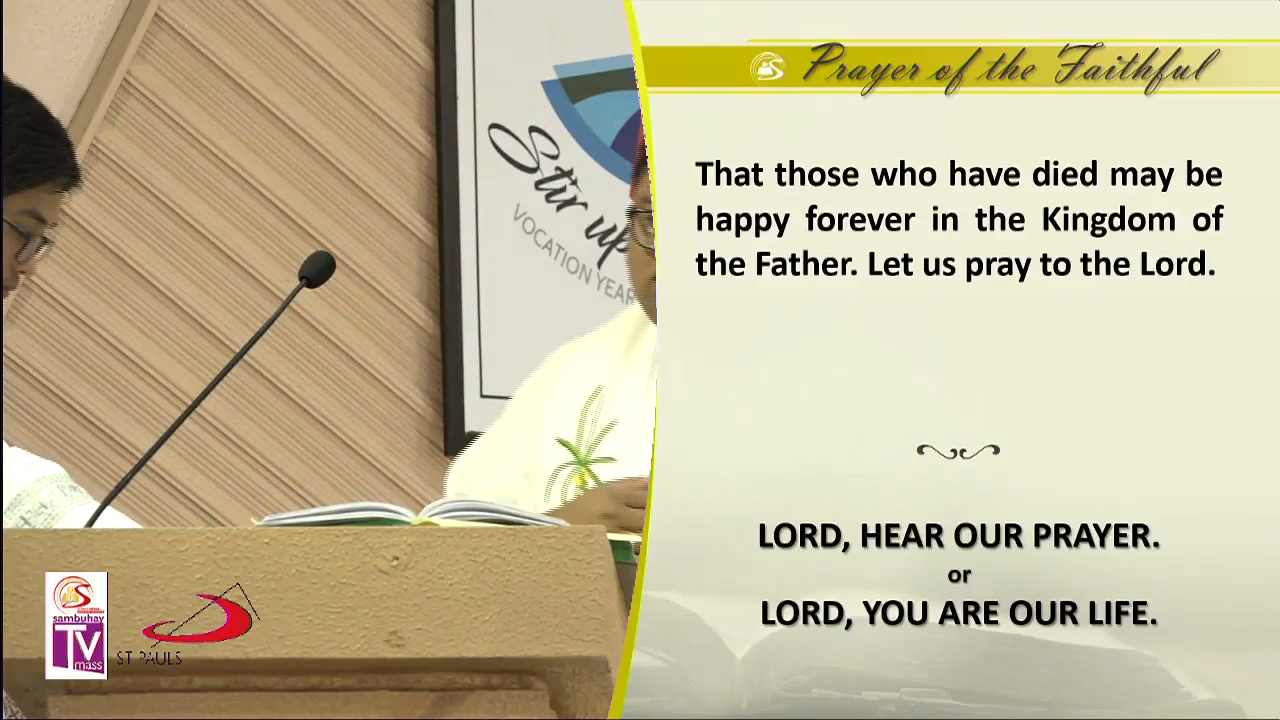 Stir up
VOCATION YEAR
sambuhay
TV
mass
ST PAULS
Prayer of the Faithful
That those who have died may be
happy forever in the Kingdom of
the Father. Let us pray to the Lord.
LORD, HEAR OUR PRAYER.
or
LORD, YOU ARE OUR LIFE.